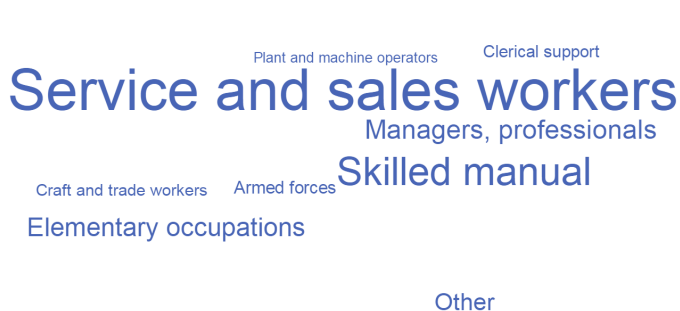 Plant and machine operators
Clerical support
Service and sales workers
Managers, professionals
Skilled manual
Craft and trade workers
Armed forces
Elementary occupations
Other